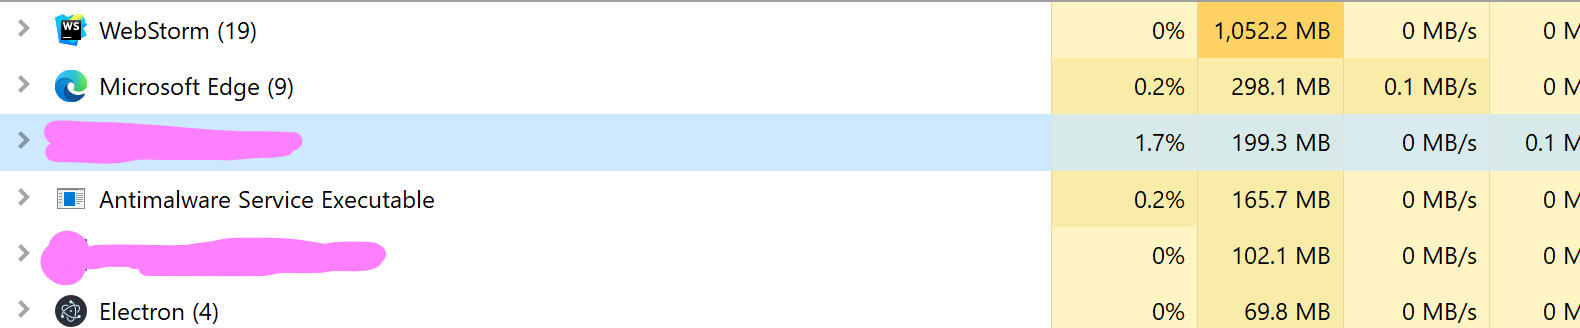 WebStorm (19) 0% 1,052.2 MB 0 MB/s 0 M
Microsoft Edge (9) 0.2% 298.1 MB 0.1 MB/s 0 M
1.7% 199.3 MB 0 MB/s 0.1 M
Antimalware Service Executable 0.2% 165.7 MB 0 MB/s 0 M
0% 102.1 MB 0 MB/s 0 M
Electron (4) 0% 69.8 MB 0 MB/s 0 M